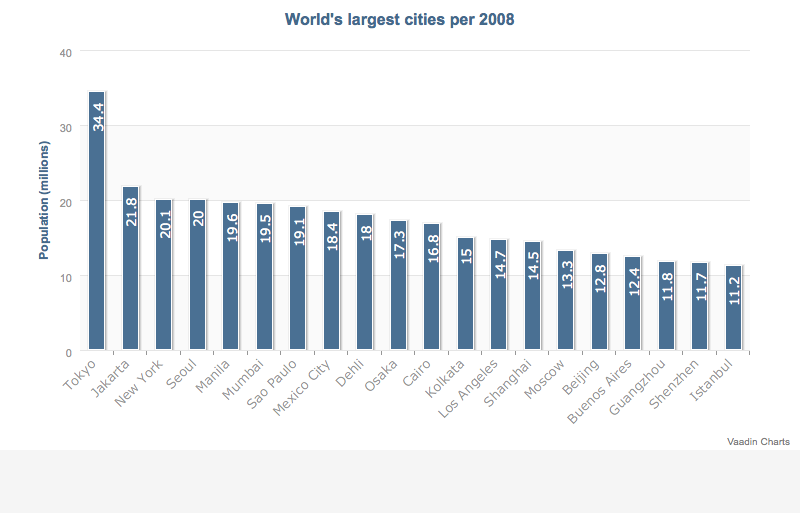 World's largest cities per 2008
Population (millions)
40
30
20
10
0
34.4
21.8
20.1
20
19.6
19.5
19.1
18.4
18
17.3
16.8
15
14.7
14.5
13.3
12.8
12.4
11.8
11.7
11.2
Tokyo
Jakarta
New York
Seoul
Manila
Mumbai
Sao Paulo
Mexico City
Dehli
Osaka
Cairo
Kolkata
Los Angeles
Shanghai
Moscow
Beijing
Buenos Aires
Guangzhou
Shenzhen
Istanbul
Vaadin Charts